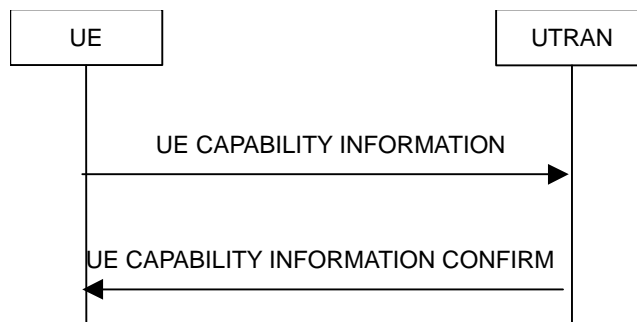 UE
UTRAN
UE CAPABILITY INFORMATION
UE CAPABILITY INFORMATION CONFIRM